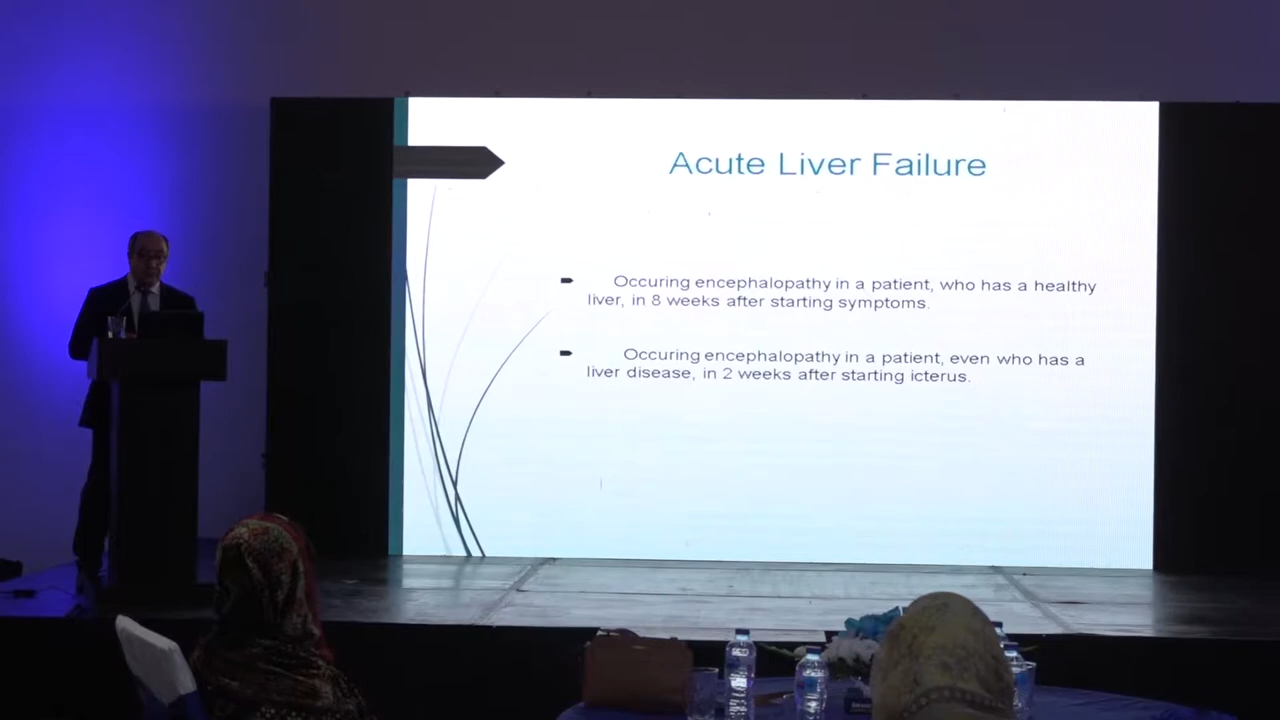 Acute Liver Failure
Occuring encephalopathy in a patient, who has a healthy
liver, in 8 weeks after starting symptoms.
Occuring encephalopathy in a patient, even who has a
liver disease, in 2 weeks after starting icterus.